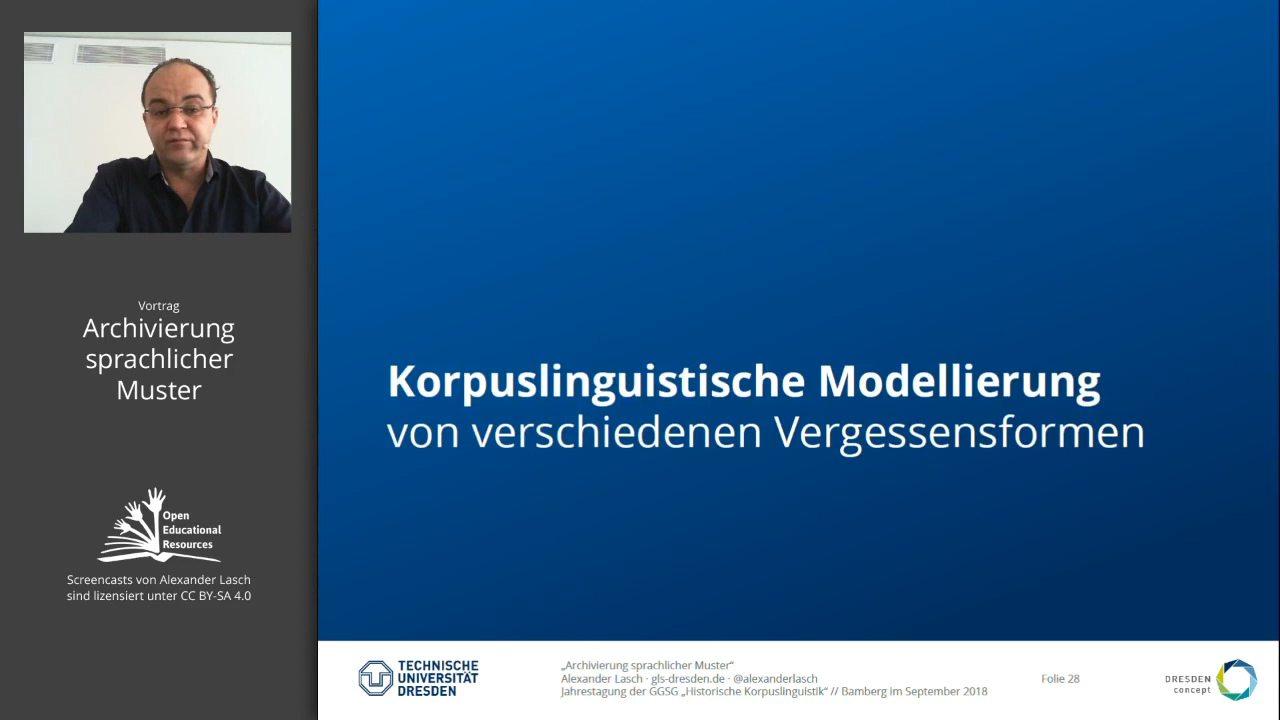 Vortrag
Archivierung
sprachlicher
Muster
Open
Educational
Resources
Screencasts von Alexander Lasch
sind lizensiert unter CC BY-SA 4.0
Korpuslinguistische Modellierung
von verschiedenen Vergessensformen
TECHNISCHE
UNIVERSITÄT
DRESDEN
„Archivierung sprachlicher Muster“
Alexander Lasch · gls-dresden.de · @alexanderlasch
Jahrestagung der GGSG „Historische Korpuslinguistik“ // Bamberg im September 2018
Folie 28
DRESDEN
concept